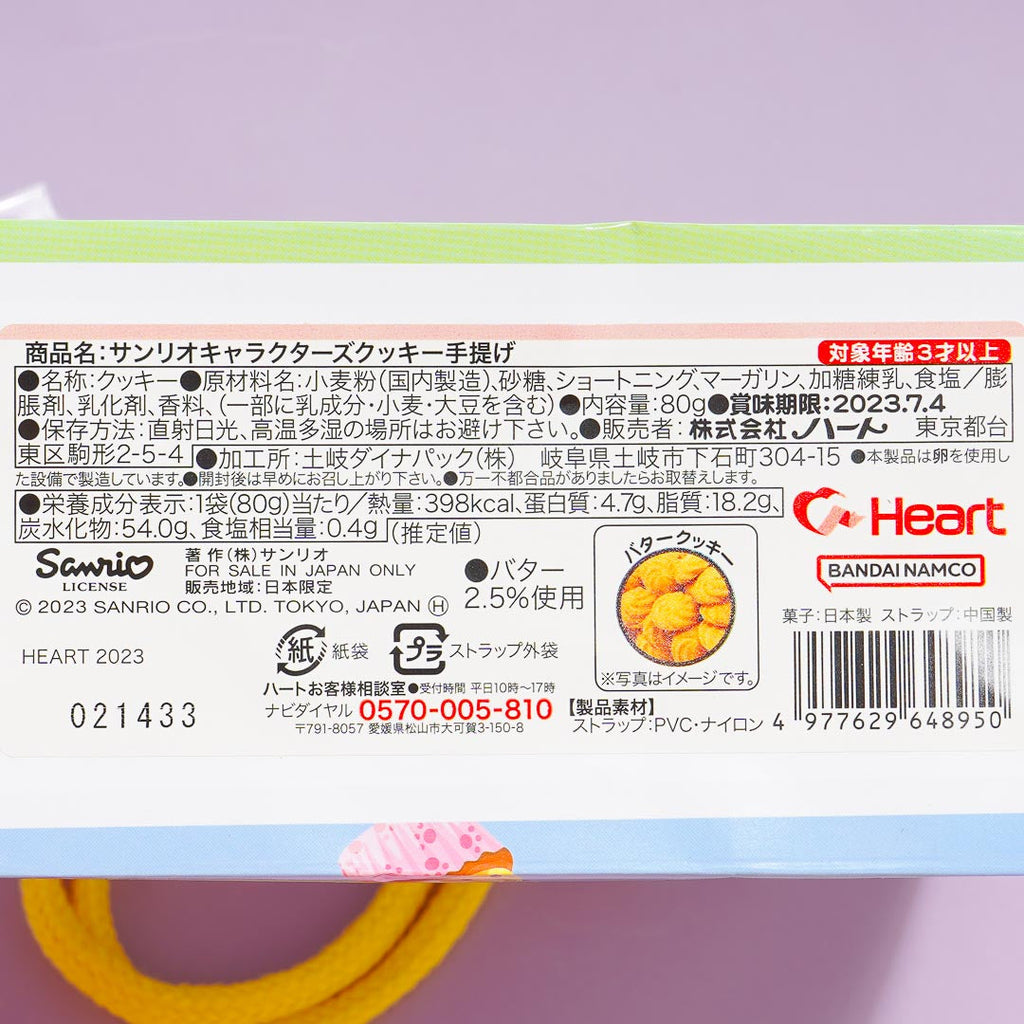 商品名:サンリオキャラクターズクッキー手提げ
対象年齢3才以上
●名称:クッキー●原材料名:小麦粉(国内製造)、砂糖、ショートニング、マーガリン、加糖練乳、食塩/膨
脹剤、乳化剤、香料、(一部に乳成分・小麦・大豆を含む)●内容量:80g●賞味期限:2023.7.4
●保存方法:直射日光、高温多湿の場所はお避け下さい。●販売者:株式会社ハート 東京都台
東区駒形2-5-4 ●加工所:土岐ダイナパック(株) 岐阜県土岐市下石町304-15 ●本製品は卵を使用し
た設備で製造しています。●開封後は早めにお召し上がり下さい。●万一不都合品がありましたらお取替えします。
●栄養成分表示:1袋(80g)当たり/熱量:398kcal、蛋白質:4.7g、脂質:18.2g、
炭水化物:54.0g、食塩相当量:0.4g (推定値)
Heart
BANDAI NAMCO
Sanrio
LICENSE
著作(株)サンリオ
FOR SALE IN JAPAN ONLY
販売地域:日本限定
© 2023 SANRIO CO., LTD. TOKYO, JAPAN Ⓗ
●バター
2.5%使用
バタークッキー
※写真はイメージです。
菓子:日本製 ストラップ:中国製
HEART 2023
紙 紙袋
プラ ストラップ外袋
ハートお客様相談室●受付時間 平日10時~17時
ナビダイヤル 0570-005-810
〒791-8057 愛媛県松山市大可賀3-150-8
021433
【製品素材】
ストラップ:PVC・ナイロン
4 977629 648950